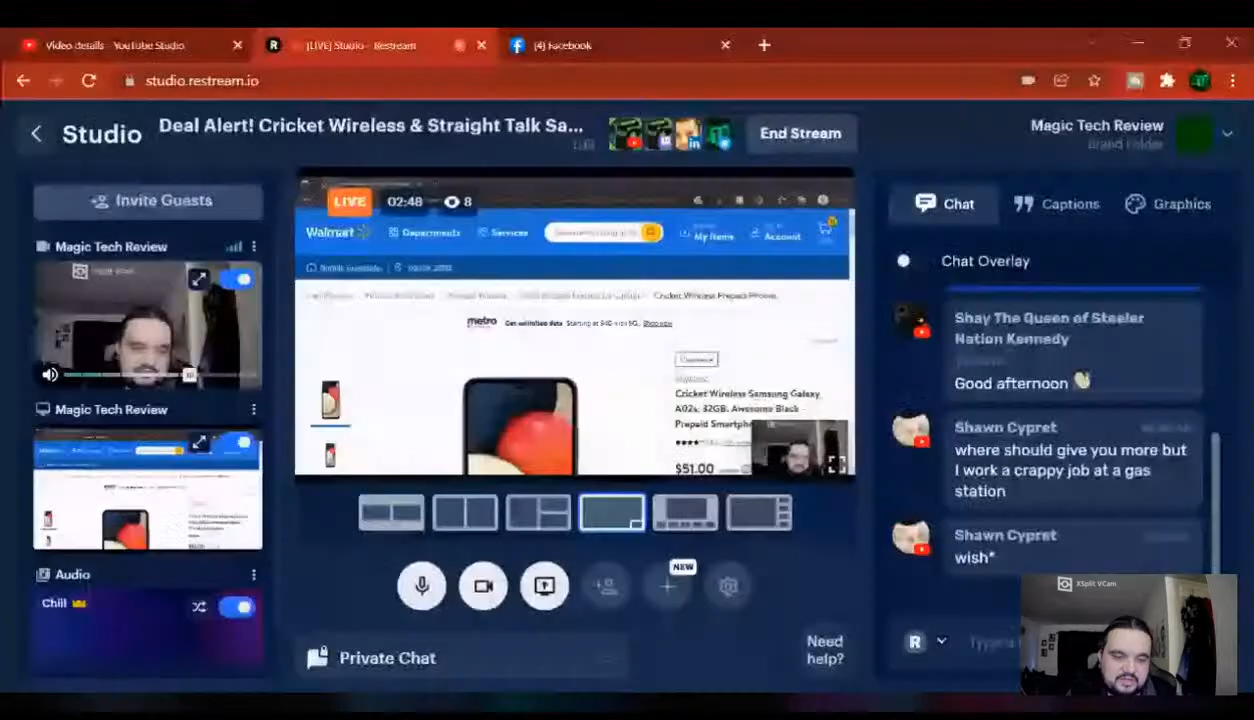 Video details - YouTube Studio
[LIVE] Studio - Restream
(4) Facebook
studio.restream.io
Studio
Deal Alert! Cricket Wireless & Straight Talk Sa...
End Stream
Magic Tech Review
Brand Folder
Invite Guests
Magic Tech Review
Magic Tech Review
Audio
Chill
LIVE
02:48
8
Walmart
Departments
Services
My Items
Account
Cricket Wireless Prepaid Phones
metro
Get unlimited data
Shop now
Cricket Wireless Samsung Galaxy
A02s, 32GB, Awesome Black-
Prepaid Smartph
$51.00
NEW
Private Chat
Need
help?
Chat
Captions
Graphics
Chat Overlay
Shay The Queen of Steeler
Nation Kennedy
Good afternoon
Shawn Cypret
where should give you more but
I work a crappy job at a gas
station
Shawn Cypret
wish*
XSplit VCam
R